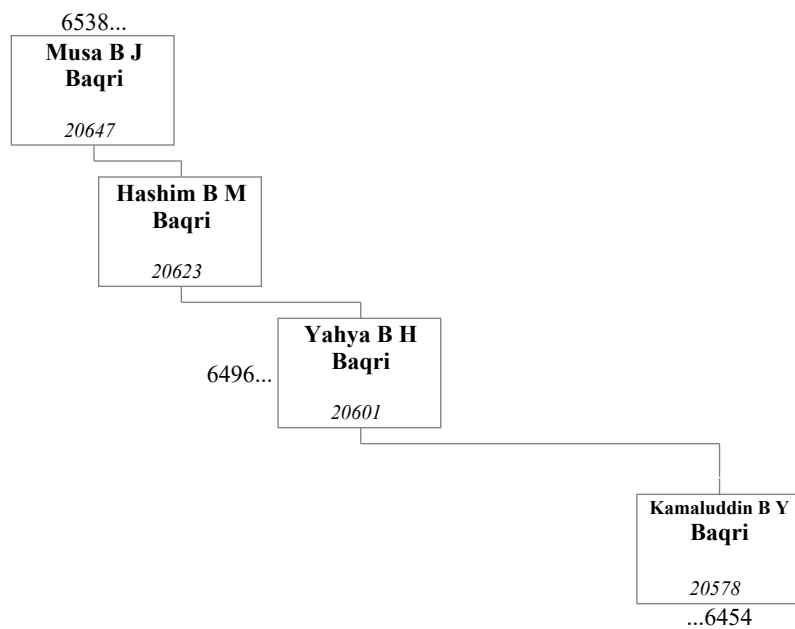 6538...
Musa B J
Baqri
20647
Hashim B M
Baqri
20623
Yahya B H
Baqri
6496...
20601
Kamaluddin B Y
Baqri
20578
...6454